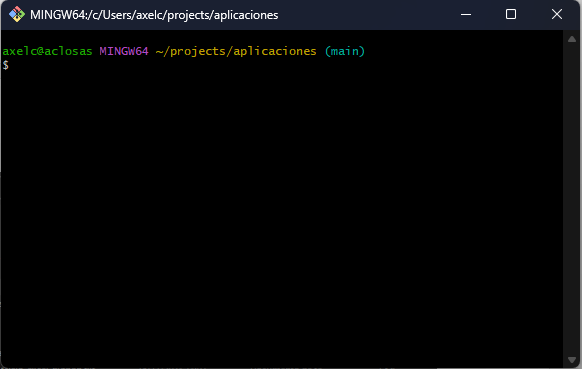 MINGW64:/c/Users/axelc/projects/aplicaciones
axelc@aclosas MINGW64 ~/projects/aplicaciones (main)
$